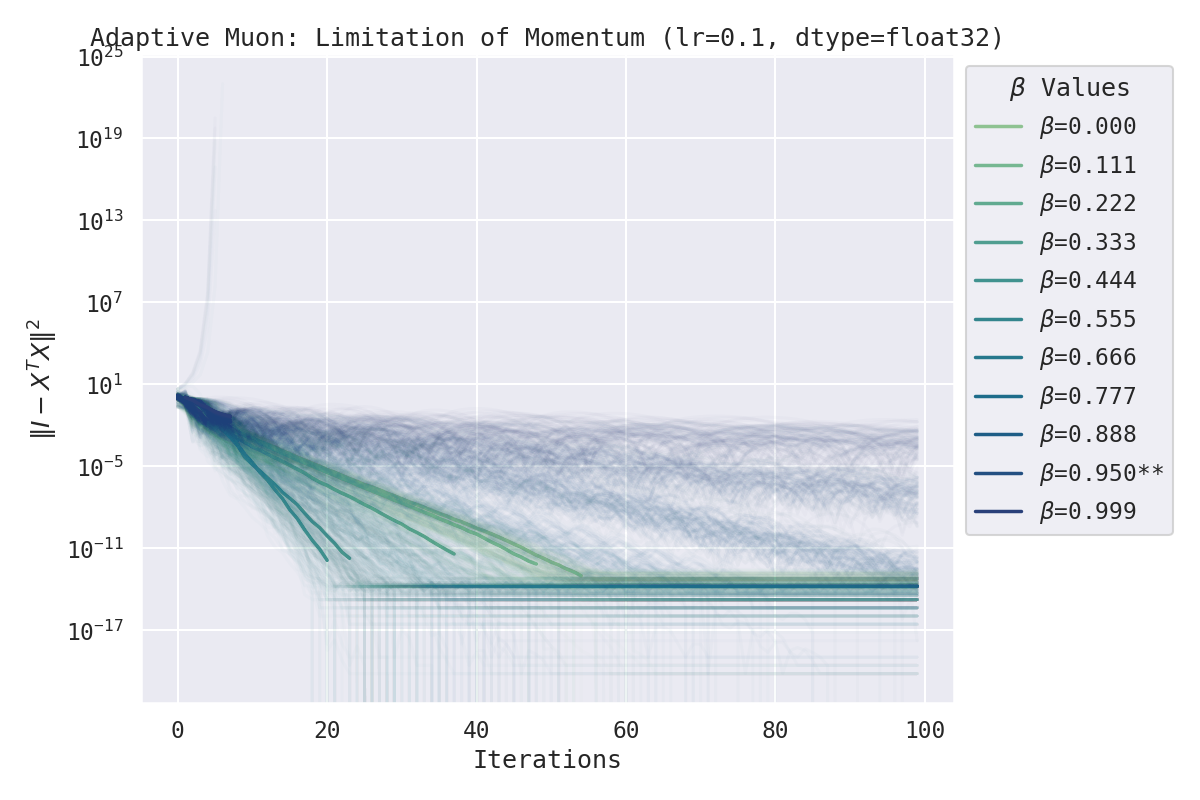 Adaptive Muon: Limitation of Momentum (lr=0.1, dtype=float32)
10^25
10^19
10^13
10^7
10^1
10^−5
10^−11
10^−17
‖I − X^T X‖^2
0 20 40 60 80 100
Iterations
β Values
β=0.000
β=0.111
β=0.222
β=0.333
β=0.444
β=0.555
β=0.666
β=0.777
β=0.888
β=0.950**
β=0.999